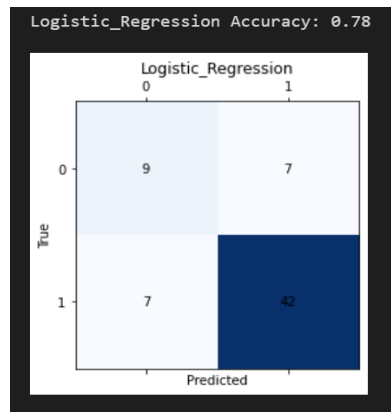 Logistic_Regression Accuracy: 0.78
Logistic_Regression
0 1
0 9 7
True
1 7 42
Predicted